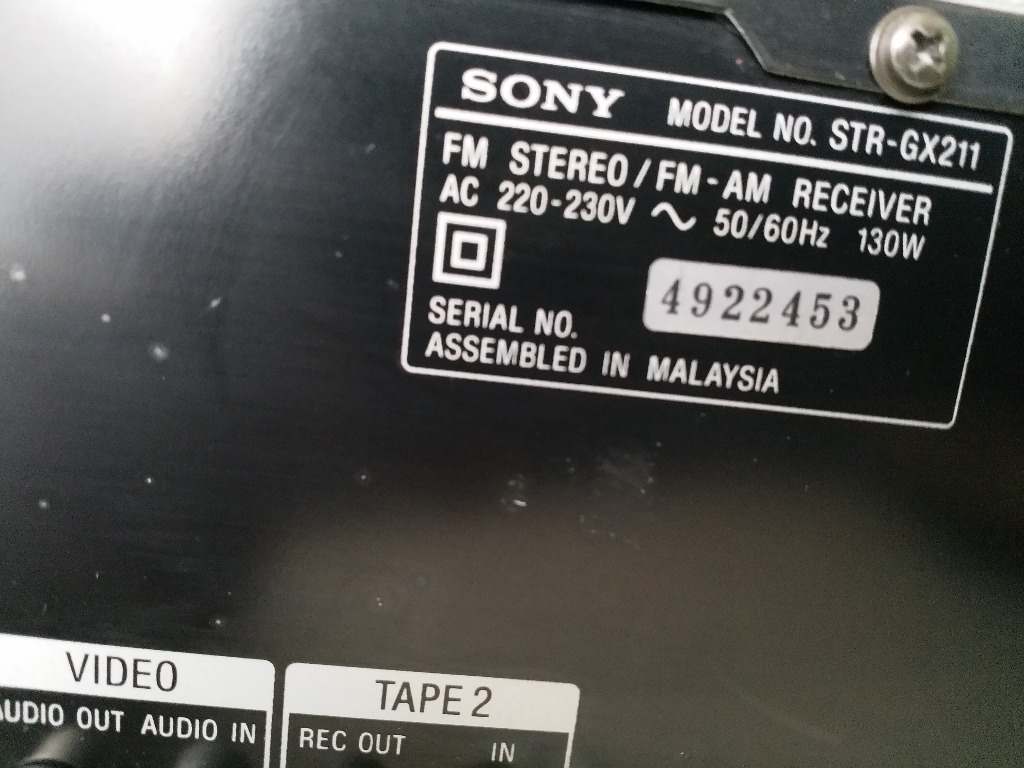 SONY MODEL NO. STR-GX211
FM STEREO / FM-AM RECEIVER
AC 220-230V ~ 50/60Hz 130W
4922453
SERIAL NO.
ASSEMBLED IN MALAYSIA
VIDEO
AUDIO OUT AUDIO IN
TAPE 2
REC OUT IN